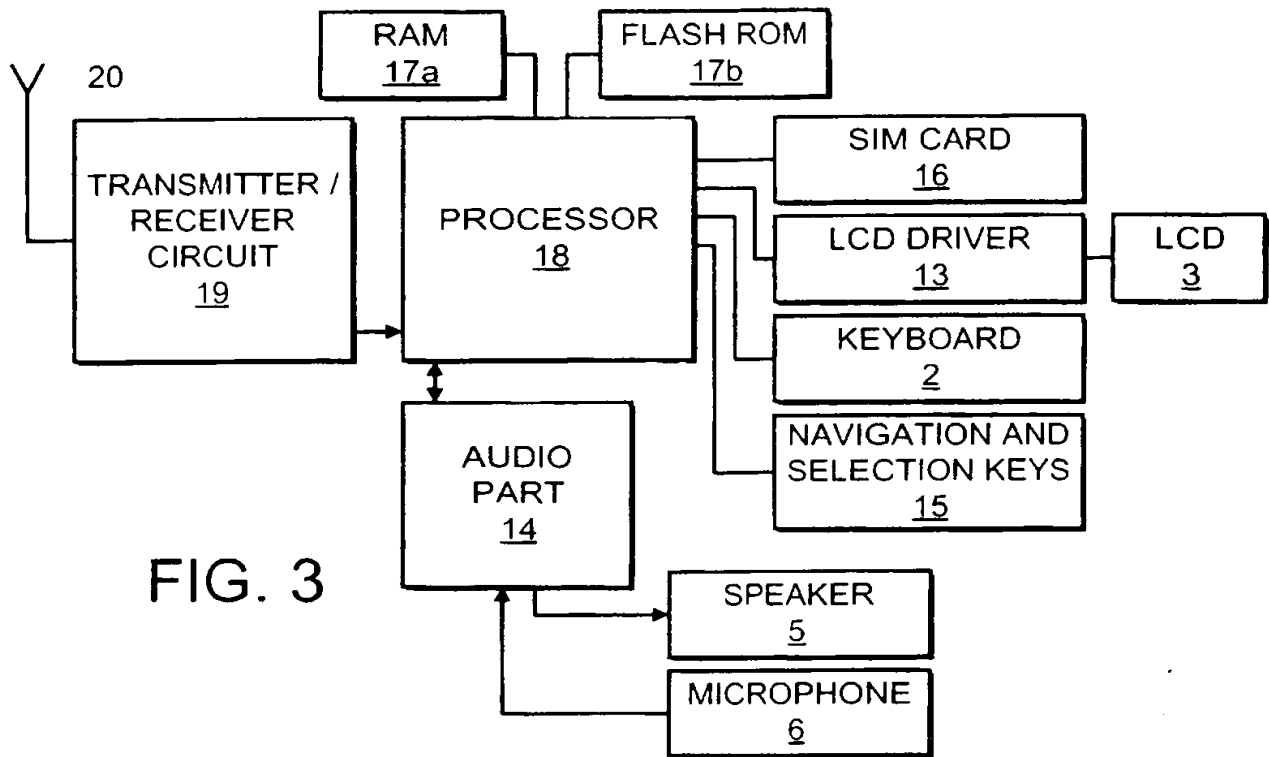 RAM
17a
FLASH ROM
17b
20
TRANSMITTER /
RECEIVER
CIRCUIT
19
PROCESSOR
18
SIM CARD
16
LCD DRIVER
13
LCD
3
KEYBOARD
2
NAVIGATION AND
SELECTION KEYS
15
AUDIO
PART
14
FIG. 3
SPEAKER
5
MICROPHONE
6